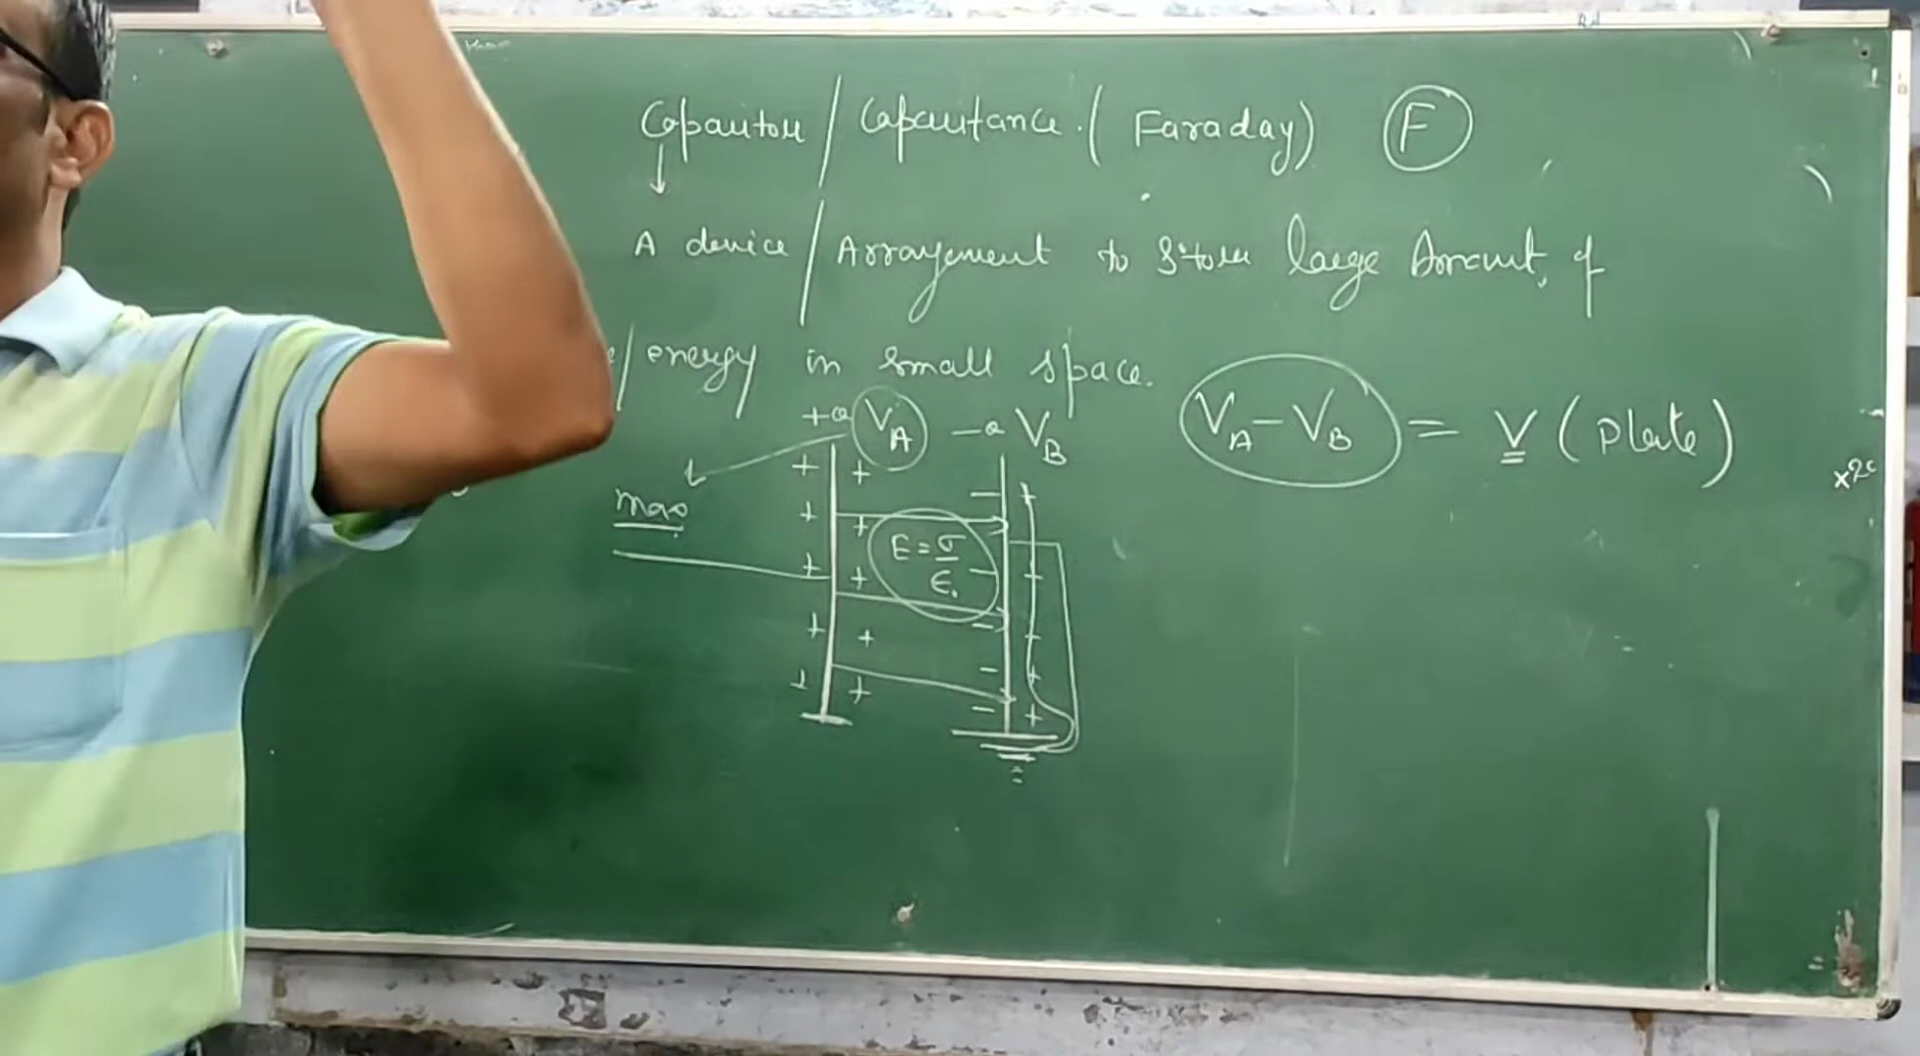 Capacitor / Capacitance. ( Faraday) F
A device / Arrangement to store large Amount, of
/ energy in small space.
+Q VA -Q VB
VA - VB = V ( Plate )
max
+ +
+ +
+ +
+ +
+ +
E = σ/ε₀
− +
− +
− +
− +
− +